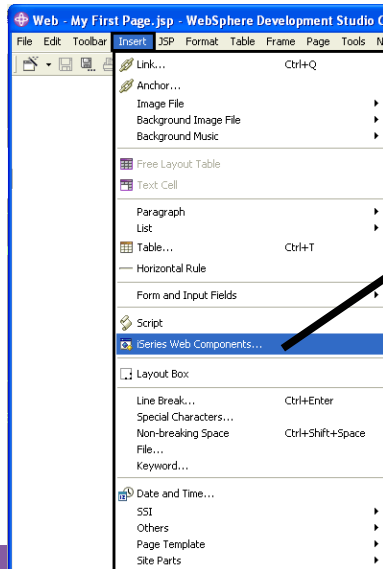 Web - My First Page.jsp - WebSphere Development Studio
File Edit Toolbar Insert JSP Format Table Frame Page Tools
Link... Ctrl+Q
Anchor...
Image File
Background Image File
Background Music
Free Layout Table
Text Cell
Paragraph
List
Table... Ctrl+T
Horizontal Rule
Form and Input Fields
Script
iSeries Web Components...
Layout Box
Line Break... Ctrl+Enter
Special Characters...
Non-breaking Space Ctrl+Shift+Space
File...
Keyword...
Date and Time...
SSI
Others
Page Template
Site Parts